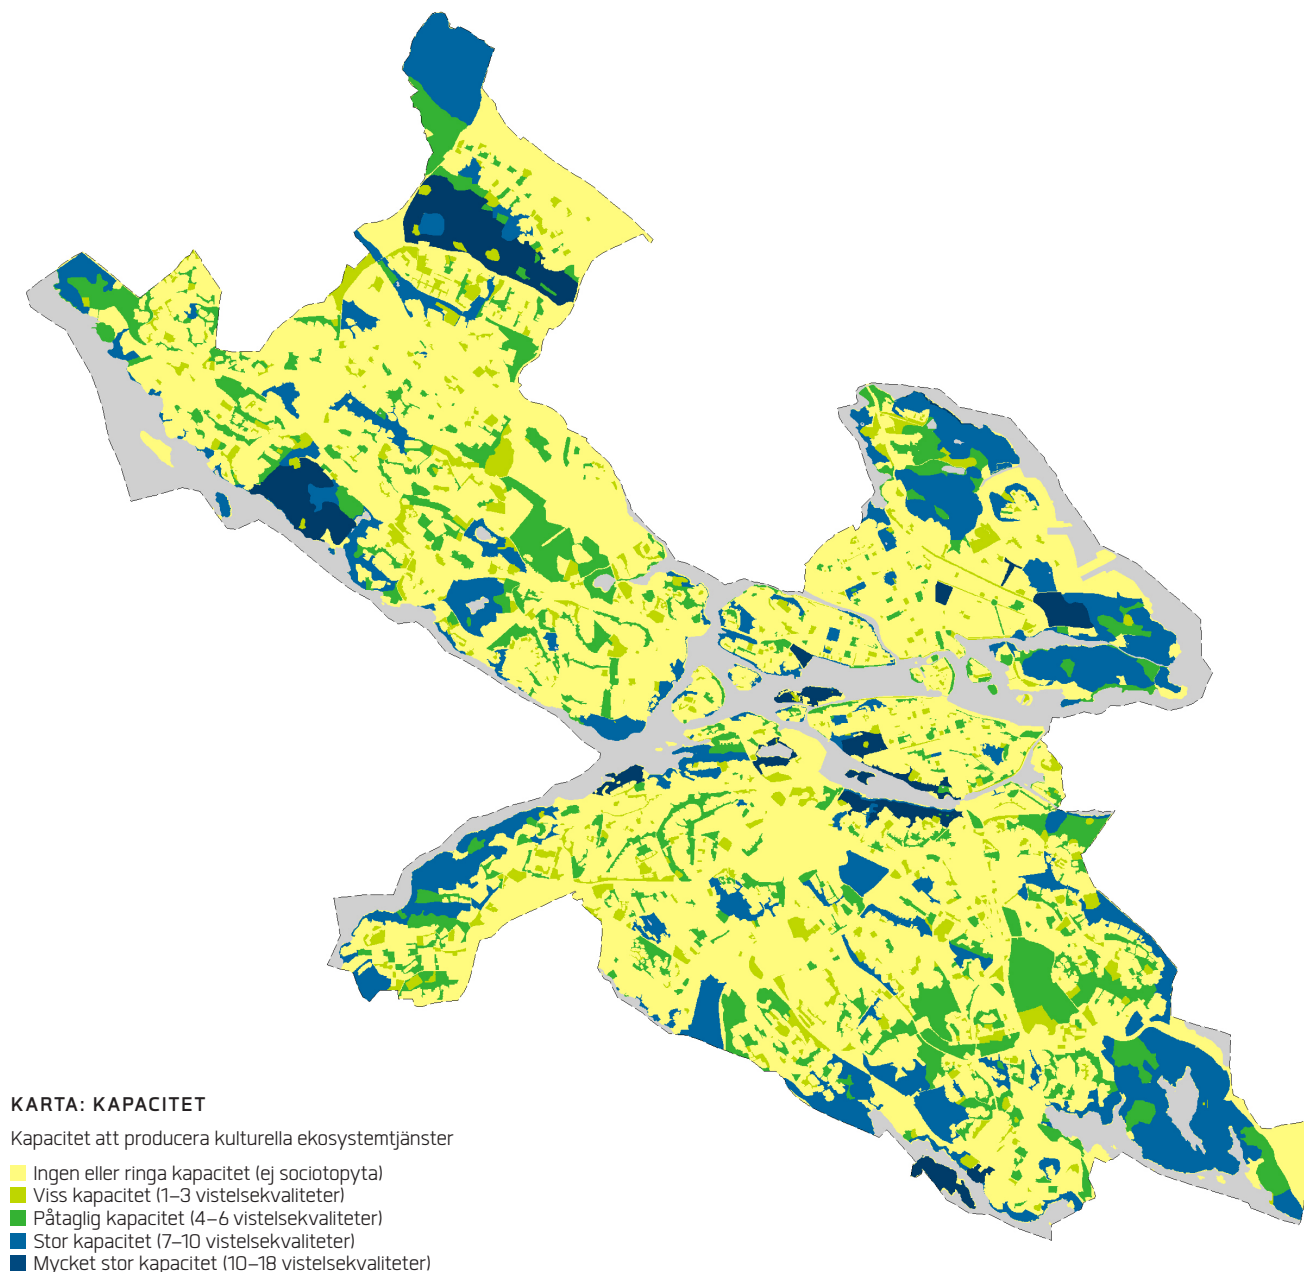 KARTA: KAPACITET
Kapacitet att producera kulturella ekosystemtjänster
Ingen eller ringa kapacitet (ej sociotopyta)
Viss kapacitet (1–3 vistelsekvaliteter)
Påtaglig kapacitet (4–6 vistelsekvaliteter)
Stor kapacitet (7–10 vistelsekvaliteter)
Mycket stor kapacitet (10–18 vistelsekvaliteter)